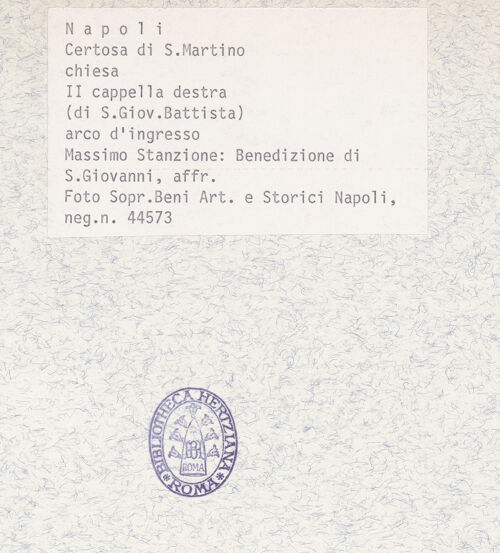 N a p o l i
Certosa di S.Martino
chiesa
II cappella destra
(di S.Giov.Battista)
arco d'ingresso
Massimo Stanzione: Benedizione di
S.Giovanni, affr.
Foto Sopr.Beni Art. e Storici Napoli,
neg.n. 44573
*BIBLIOTHECA HERTZIANA*
ROMA
ROMA